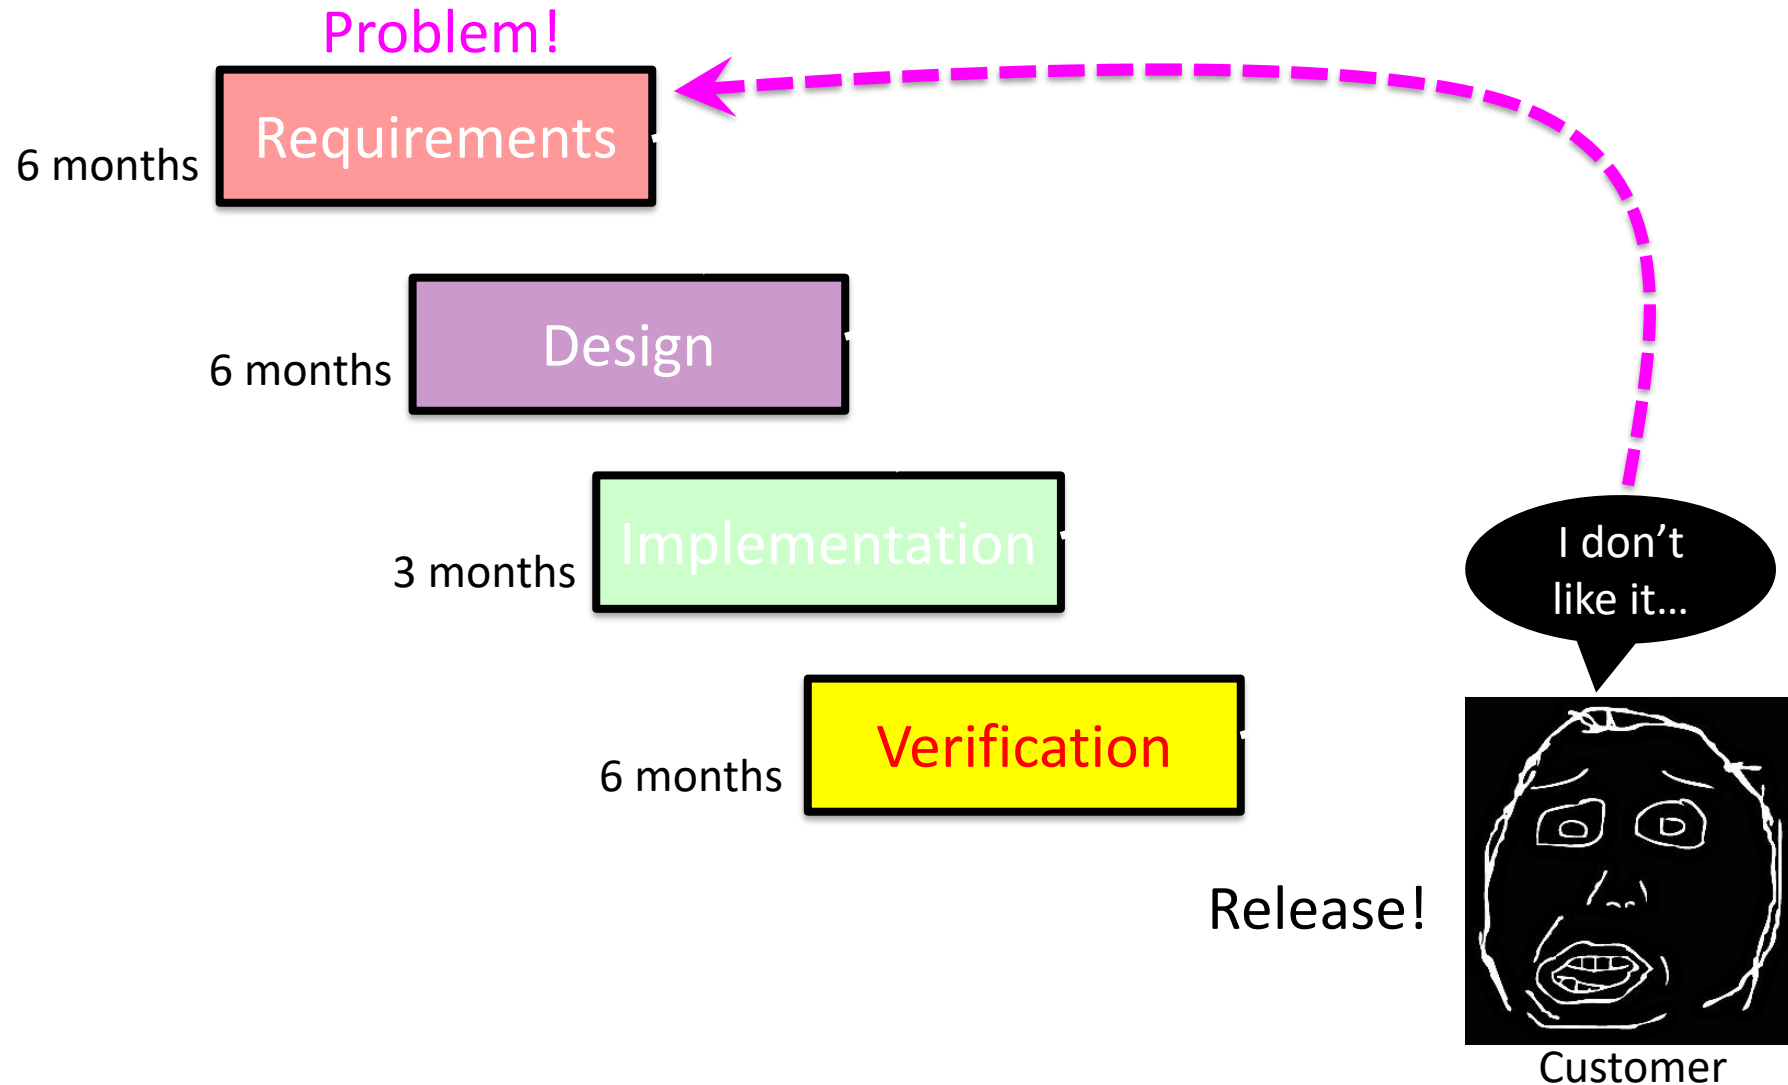 Problem!
Requirements
6 months
Design
6 months
Implementation
3 months
I don’t
like it…
Verification
6 months
Release!
Customer